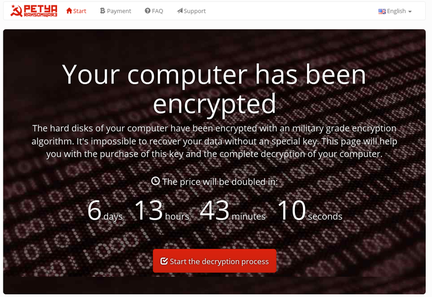 PETYA
RANSOMWARE
Start
Payment
FAQ
Support
English
Your computer has been
encrypted
The hard disks of your computer have been encrypted with an military grade encryption
algorithm. It's impossible to recover your data without an special key. This page will help
you with the purchase of this key and the complete decryption of your computer.
The price will be doubled in:
6 days 13 hours 43 minutes 10 seconds
Start the decryption process